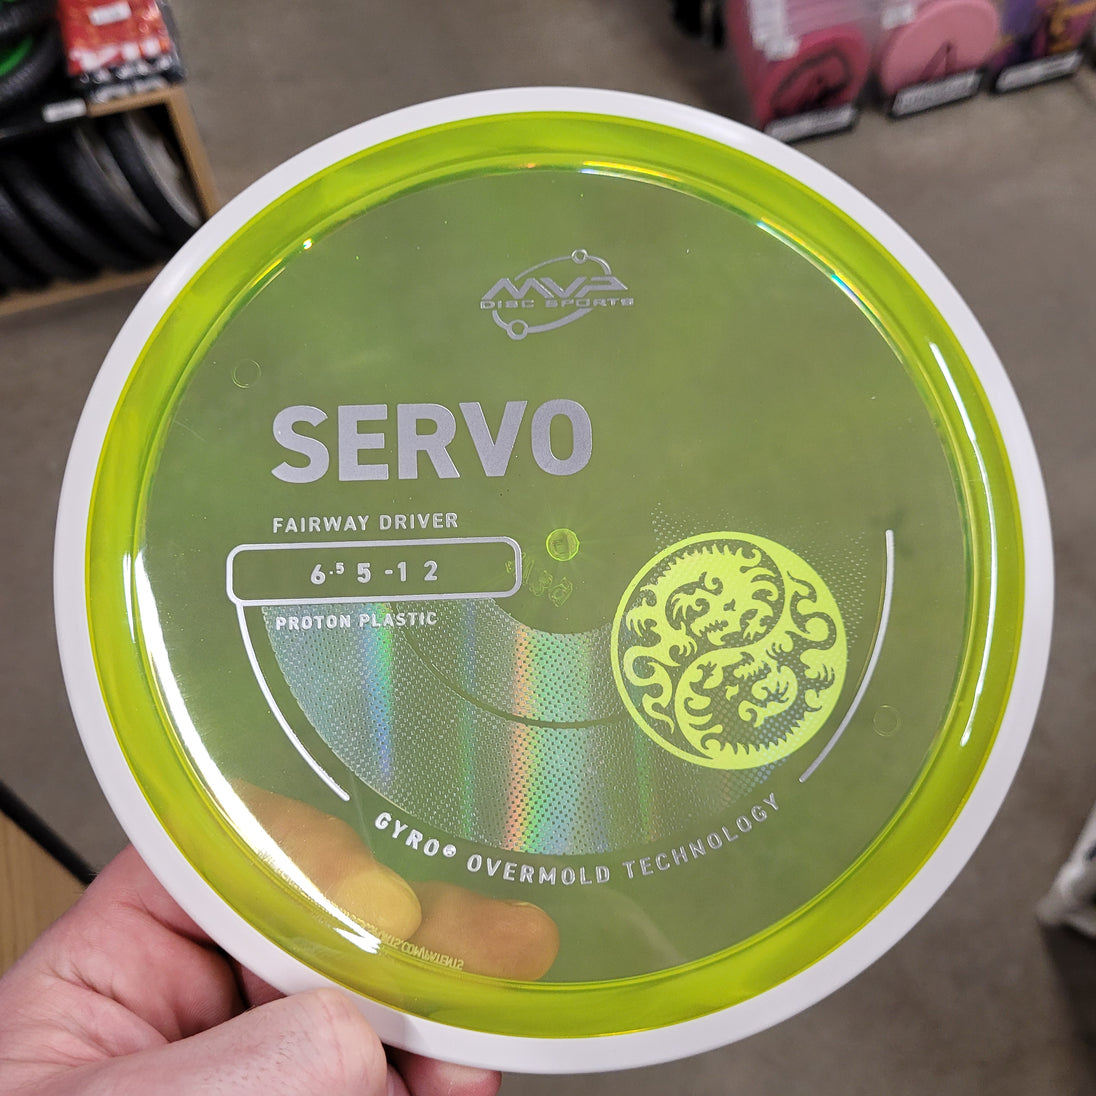 MVP
DISC SPORTS
SERVO
FAIRWAY DRIVER
6.5 5 -1 2
PROTON PLASTIC
GYRO® OVERMOLD TECHNOLOGY